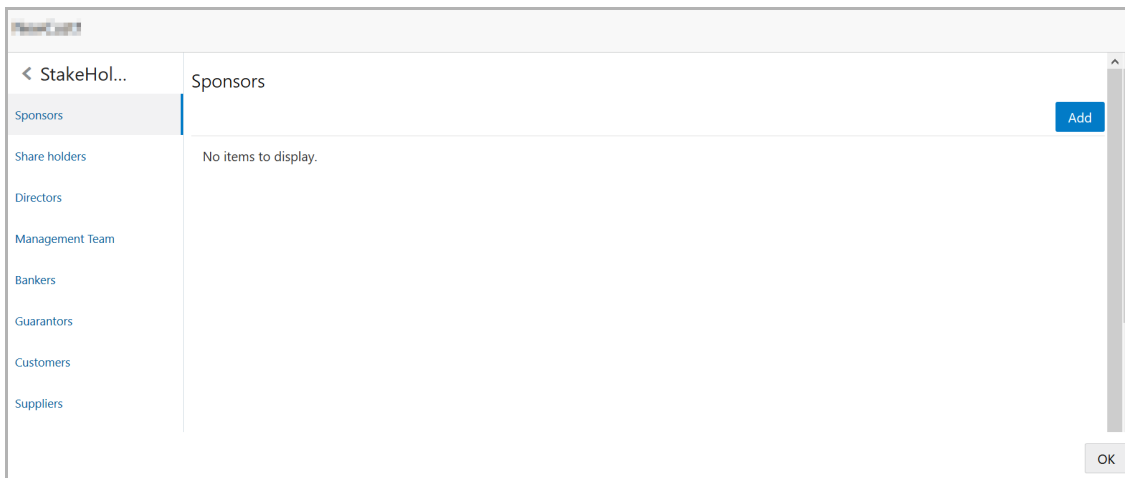 StakeHol...
Sponsors
Share holders
Directors
Management Team
Bankers
Guarantors
Customers
Suppliers
Sponsors
Add
No items to display.
OK